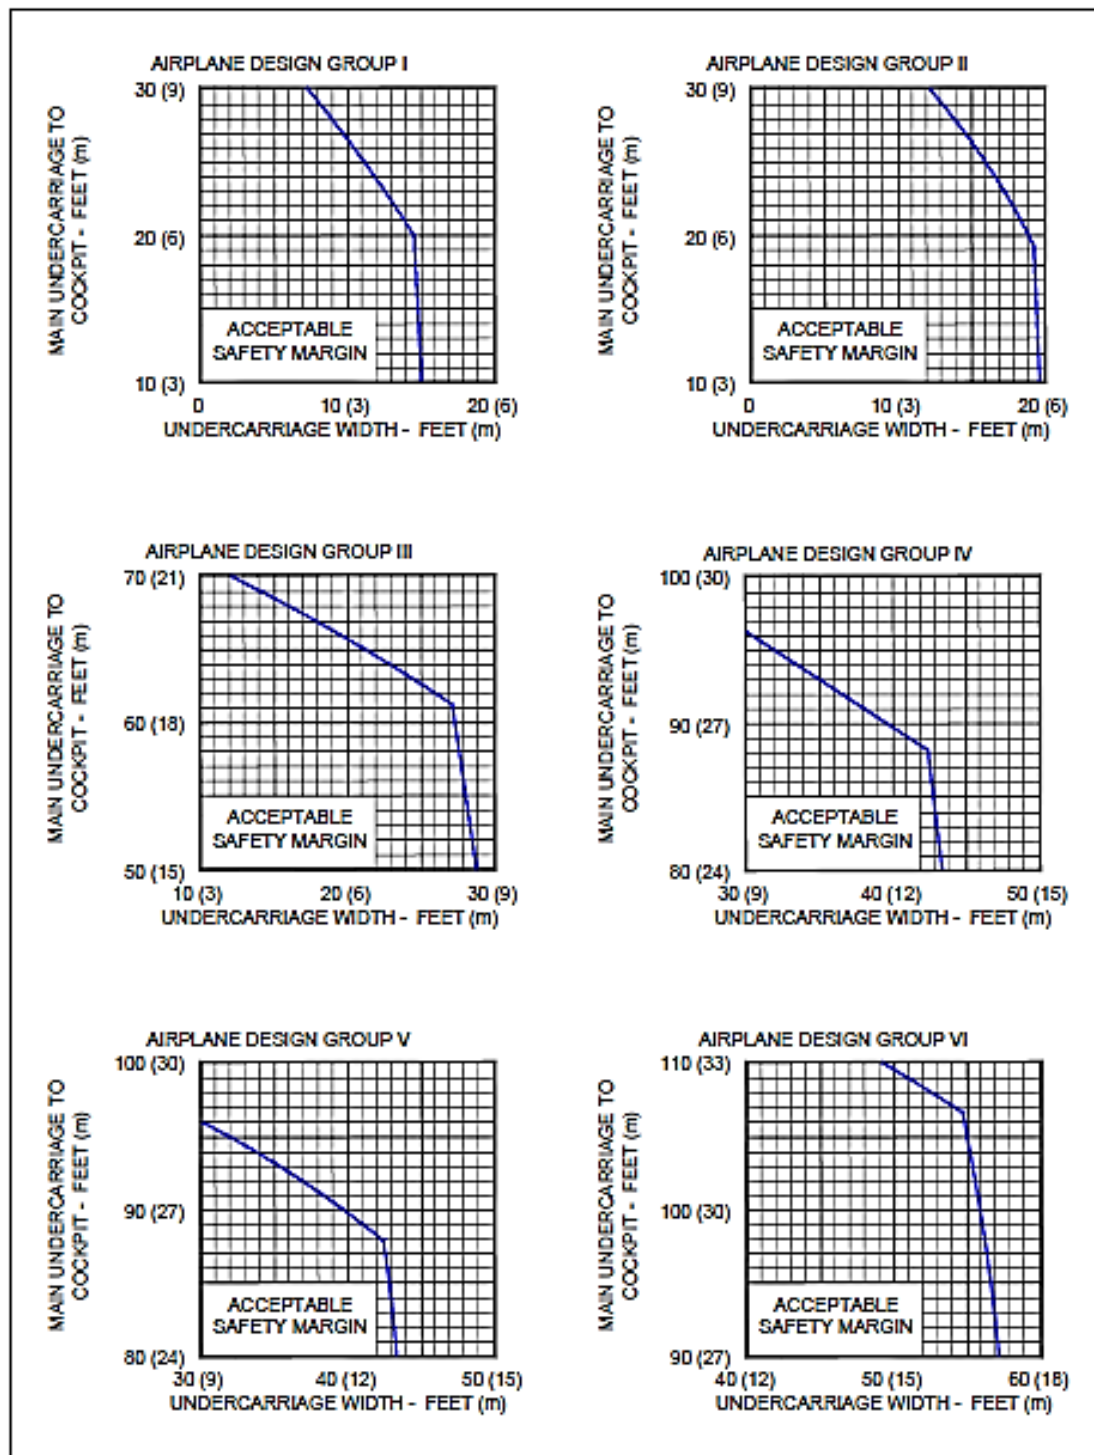 AIRPLANE DESIGN GROUP I
MAIN UNDERCARRIAGE TO
COCKPIT - FEET (m)
30 (9)
20 (6)
10 (3)
ACCEPTABLE
SAFETY MARGIN
0
10 (3)
20 (6)
UNDERCARRIAGE WIDTH - FEET (m)
AIRPLANE DESIGN GROUP II
MAIN UNDERCARRIAGE TO
COCKPIT - FEET (m)
30 (9)
20 (6)
10 (3)
ACCEPTABLE
SAFETY MARGIN
0
10 (3)
20 (6)
UNDERCARRIAGE WIDTH - FEET (m)
AIRPLANE DESIGN GROUP III
MAIN UNDERCARRIAGE TO
COCKPIT - FEET (m)
70 (21)
60 (18)
50 (15)
ACCEPTABLE
SAFETY MARGIN
10 (3)
20 (6)
30 (9)
UNDERCARRIAGE WIDTH - FEET (m)
AIRPLANE DESIGN GROUP IV
MAIN UNDERCARRIAGE TO
COCKPIT - FEET (m)
100 (30)
90 (27)
80 (24)
ACCEPTABLE
SAFETY MARGIN
30 (9)
40 (12)
50 (15)
UNDERCARRIAGE WIDTH - FEET (m)
AIRPLANE DESIGN GROUP V
MAIN UNDERCARRIAGE TO
COCKPIT - FEET (m)
100 (30)
90 (27)
80 (24)
ACCEPTABLE
SAFETY MARGIN
30 (9)
40 (12)
50 (15)
UNDERCARRIAGE WIDTH - FEET (m)
AIRPLANE DESIGN GROUP VI
MAIN UNDERCARRIAGE TO
COCKPIT - FEET (m)
110 (33)
100 (30)
90 (27)
ACCEPTABLE
SAFETY MARGIN
40 (12)
50 (15)
60 (18)
UNDERCARRIAGE WIDTH - FEET (m)